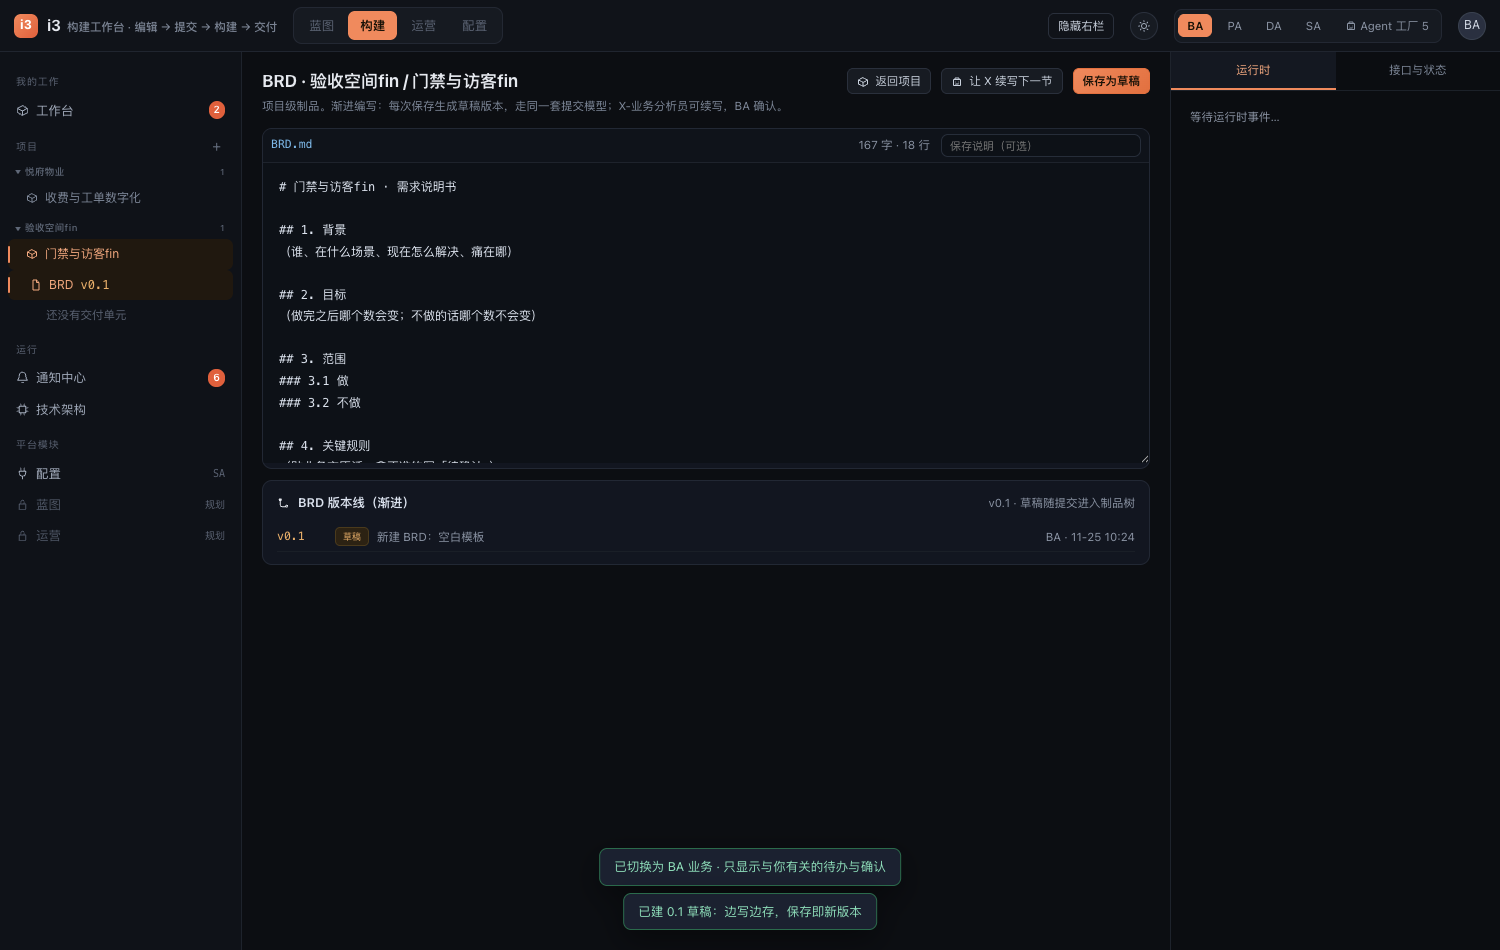 i3
i3 构建工作台 · 编辑 → 提交 → 构建 → 交付
蓝图
构建
运营
配置
隐藏右栏
BA
PA
DA
SA
Agent 工厂 5
BA
我的工作
工作台
2
项目
+
悦府物业
1
收费与工单数字化
验收空间fin
1
门禁与访客fin
BRD v0.1
还没有交付单元
运行
通知中心
6
技术架构
平台模块
配置
SA
蓝图
规划
运营
规划
BRD · 验收空间fin / 门禁与访客fin
返回项目
让 X 续写下一节
保存为草稿
项目级制品。渐进编写：每次保存生成草稿版本，走同一套提交模型；X-业务分析员可续写，BA 确认。
BRD.md
167 字 · 18 行
保存说明（可选）
# 门禁与访客fin · 需求说明书
## 1. 背景
（谁、在什么场景、现在怎么解决、痛在哪）
## 2. 目标
（做完之后哪个数会变；不做的话哪个数不会变）
## 3. 范围
### 3.1 做
### 3.2 不做
## 4. 关键规则
BRD 版本线（渐进）
v0.1 · 草稿随提交进入制品树
v0.1
草稿
新建 BRD：空白模板
BA · 11-25 10:24
运行时
接口与状态
等待运行时事件…
已切换为 BA 业务 · 只显示与你有关的待办与确认
已建 0.1 草稿：边写边存，保存即新版本